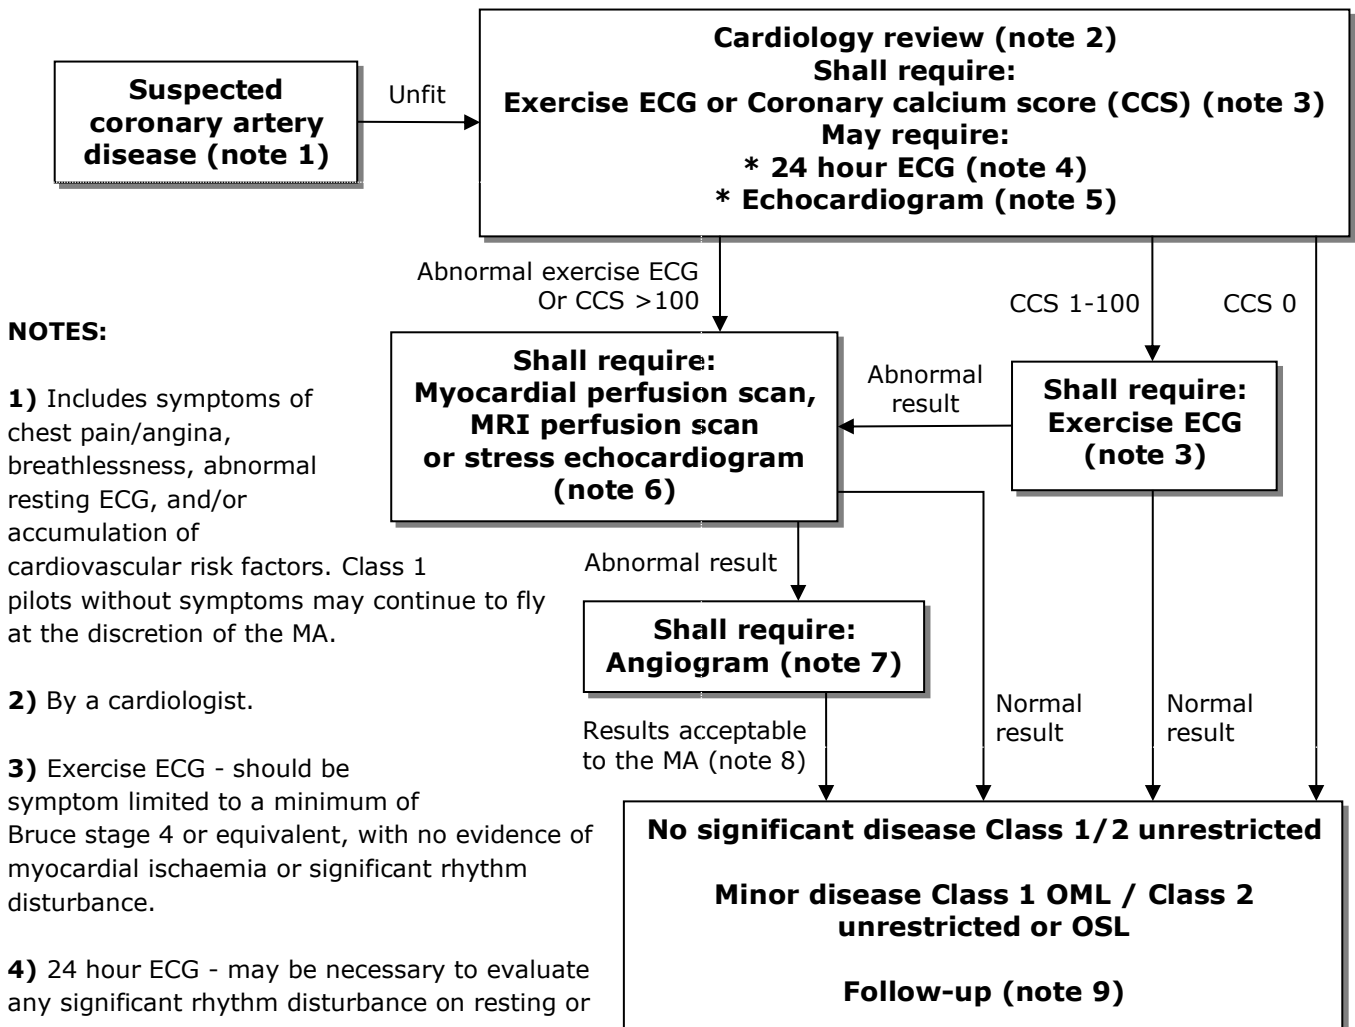 Suspected
coronary artery
disease (note 1)
Unfit
Cardiology review (note 2)
Shall require:
Exercise ECG or Coronary calcium score (CCS) (note 3)
May require:
* 24 hour ECG (note 4)
* Echocardiogram (note 5)
Abnormal exercise ECG
Or CCS >100
CCS 1-100
CCS 0
Shall require:
Myocardial perfusion scan,
MRI perfusion scan
or stress echocardiogram
(note 6)
Abnormal
result
Shall require:
Exercise ECG
(note 3)
Abnormal result
Shall require:
Angiogram (note 7)
Results acceptable
to the MA (note 8)
Normal
result
Normal
result
No significant disease Class 1/2 unrestricted
Minor disease Class 1 OML / Class 2
unrestricted or OSL
Follow-up (note 9)
NOTES:
1) Includes symptoms of
chest pain/angina,
breathlessness, abnormal
resting ECG, and/or
accumulation of
cardiovascular risk factors. Class 1
pilots without symptoms may continue to fly
at the discretion of the MA.
2) By a cardiologist.
3) Exercise ECG - should be
symptom limited to a minimum of
Bruce stage 4 or equivalent, with no evidence of
myocardial ischaemia or significant rhythm
disturbance.
4) 24 hour ECG - may be necessary to evaluate
any significant rhythm disturbance on resting or